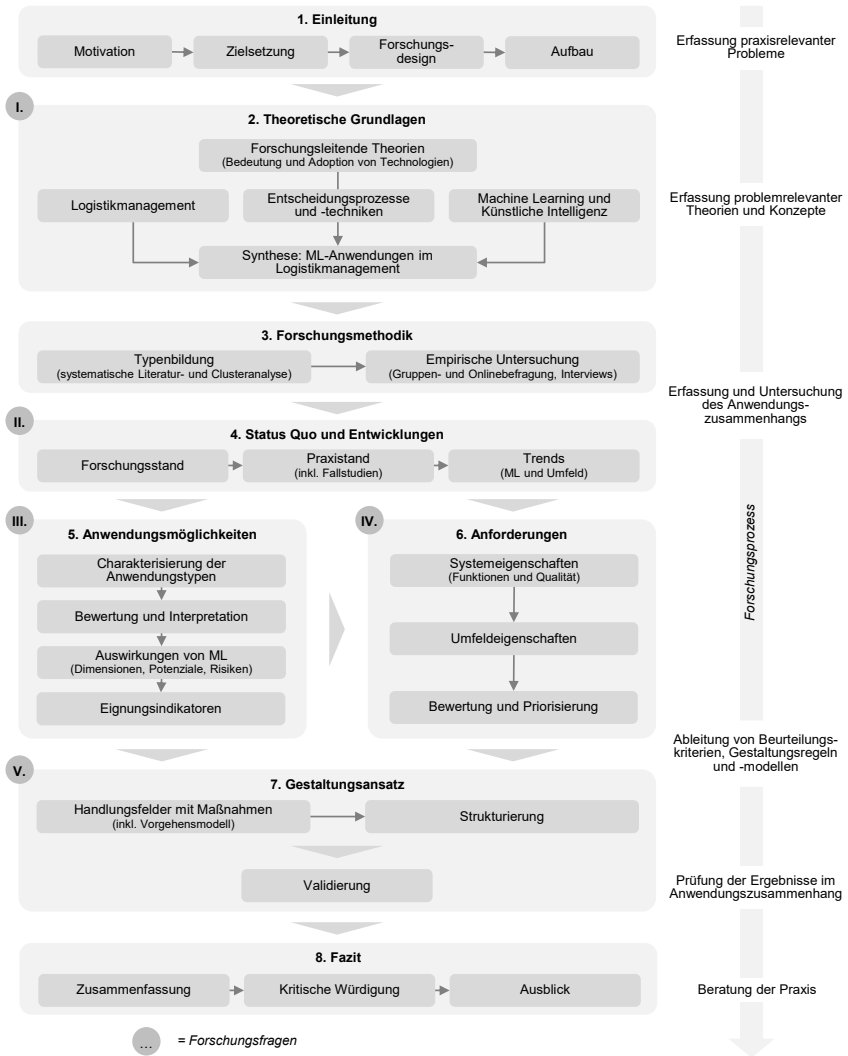 1. Einleitung
Motivation
Zielsetzung
Forschungs-
design
Aufbau
Erfassung praxisrelevanter
Probleme
I.
2. Theoretische Grundlagen
Forschungsleitende Theorien
(Bedeutung und Adoption von Technologien)
Logistikmanagement
Entscheidungsprozesse
und -techniken
Machine Learning und
Künstliche Intelligenz
Synthese: ML-Anwendungen im
Logistikmanagement
Erfassung problemrelevanter
Theorien und Konzepte
3. Forschungsmethodik
Typenbildung
(systematische Literatur- und Clusteranalyse)
Empirische Untersuchung
(Gruppen- und Onlinebefragung, Interviews)
Erfassung und Untersuchung
des Anwendungs-
zusammenhangs
II.
4. Status Quo und Entwicklungen
Forschungsstand
Praxistand
(inkl. Fallstudien)
Trends
(ML und Umfeld)
III.
5. Anwendungsmöglichkeiten
Charakterisierung der
Anwendungstypen
Bewertung und Interpretation
Auswirkungen von ML
(Dimensionen, Potenziale, Risiken)
Eignungsindikatoren
IV.
6. Anforderungen
Systemeigenschaften
(Funktionen und Qualität)
Umfeldeigenschaften
Bewertung und Priorisierung
Forschungsprozess
Ableitung von Beurteilungs-
kriterien, Gestaltungsregeln
und -modellen
V.
7. Gestaltungsansatz
Handlungsfelder mit Maßnahmen
(inkl. Vorgehensmodell)
Strukturierung
Validierung
Prüfung der Ergebnisse im
Anwendungszusammenhang
8. Fazit
Zusammenfassung
Kritische Würdigung
Ausblick
Beratung der Praxis
...
= Forschungsfragen